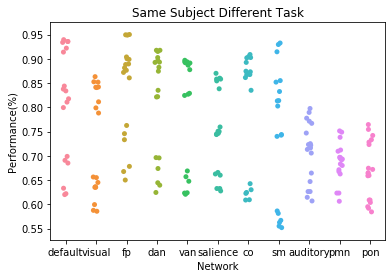 Same Subject Different Task
Performance(%)
0.95
0.90
0.85
0.80
0.75
0.70
0.65
0.60
0.55
default visual fp dan van salience co sm auditory pmn pon
Network